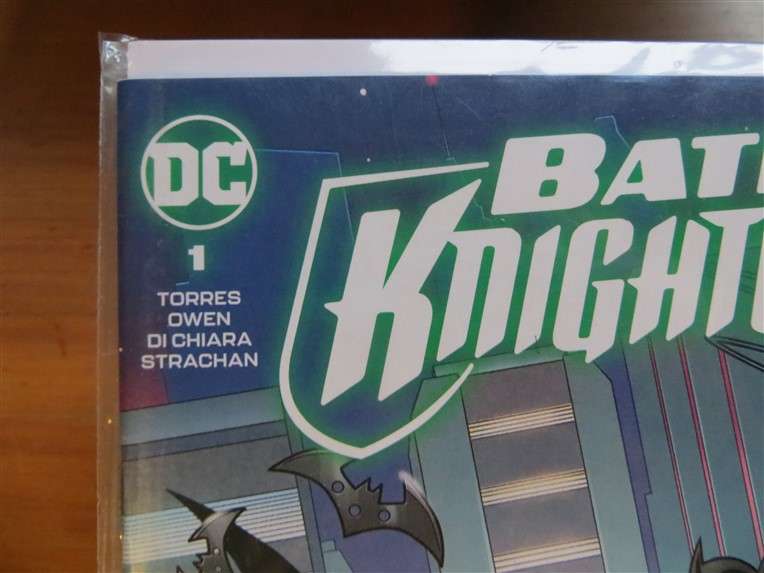 DC
1
TORRES
OWEN
DI CHIARA
STRACHAN
BAT
KNIGHT